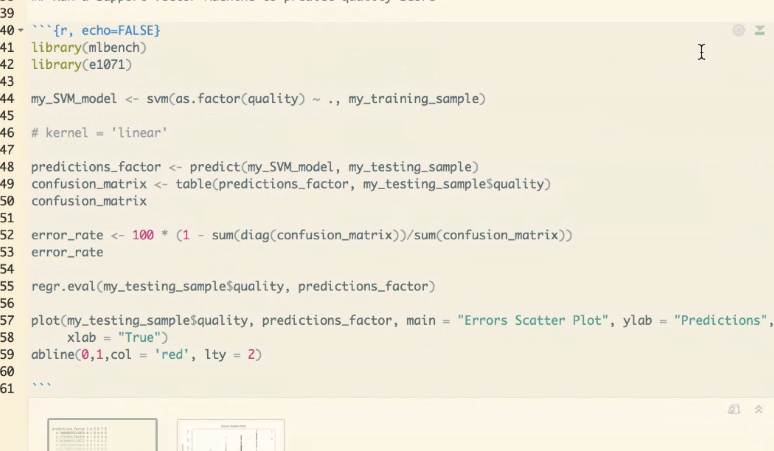 39
40 ```{r, echo=FALSE}
41 library(mlbench)
42 library(e1071)
43
44 my_SVM_model <- svm(as.factor(quality) ~ ., my_training_sample)
45
46 # kernel = 'linear'
47
48 predictions_factor <- predict(my_SVM_model, my_testing_sample)
49 confusion_matrix <- table(predictions_factor, my_testing_sample$quality)
50 confusion_matrix
51
52 error_rate <- 100 * (1 - sum(diag(confusion_matrix))/sum(confusion_matrix))
53 error_rate
54
55 regr.eval(my_testing_sample$quality, predictions_factor)
56
57 plot(my_testing_sample$quality, predictions_factor, main = "Errors Scatter Plot", ylab = "Predictions",
58 xlab = "True")
59 abline(0,1,col = 'red', lty = 2)
60
61 ```